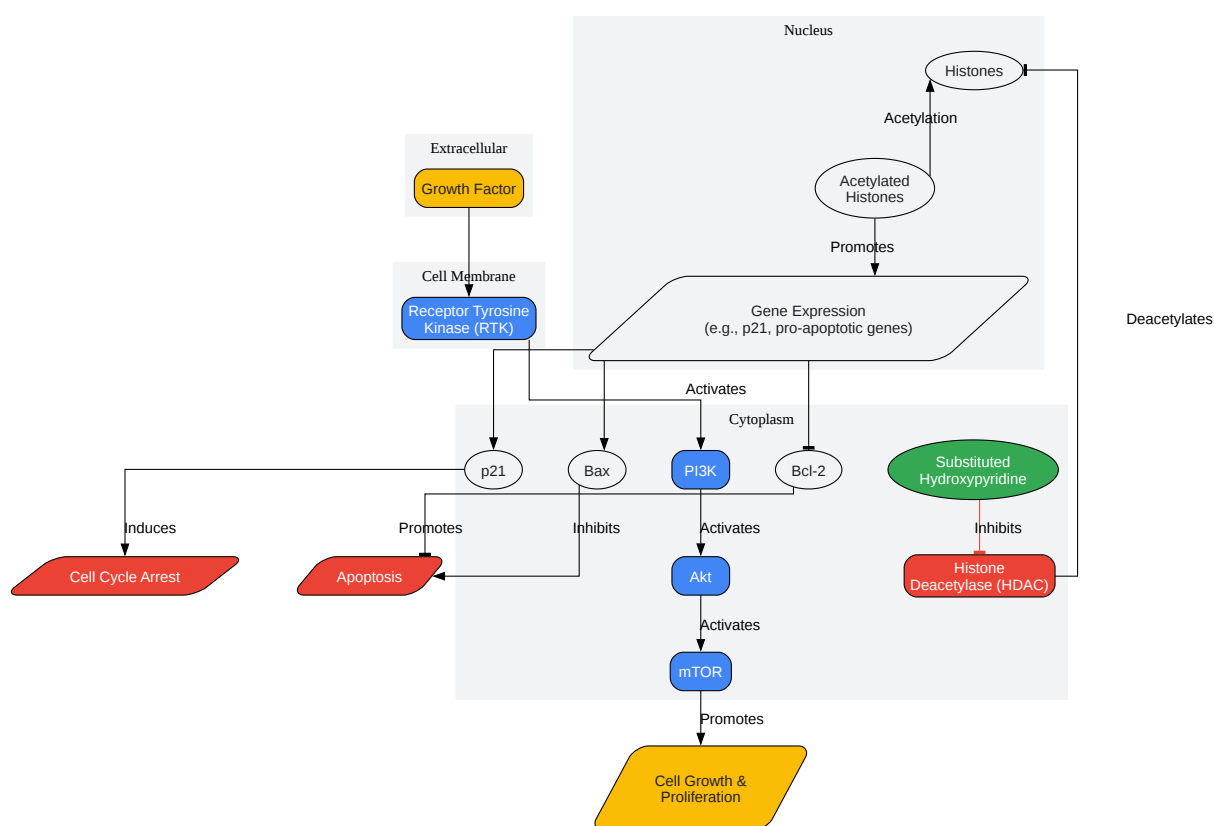 Nucleus
Histones
Acetylation
Extracellular
Growth Factor
Acetylated
Histones
Promotes
Cell Membrane
Receptor Tyrosine
Kinase (RTK)
Gene Expression
(e.g., p21, pro-apoptotic genes)
Deacetylates
Activates
Cytoplasm
p21
Bax
PI3K
Bcl-2
Substituted
Hydroxypyridine
Induces
Promotes
Inhibits
Activates
Inhibits
Cell Cycle Arrest
Apoptosis
Akt
Histone
Deacetylase (HDAC)
Activates
mTOR
Promotes
Cell Growth &
Proliferation